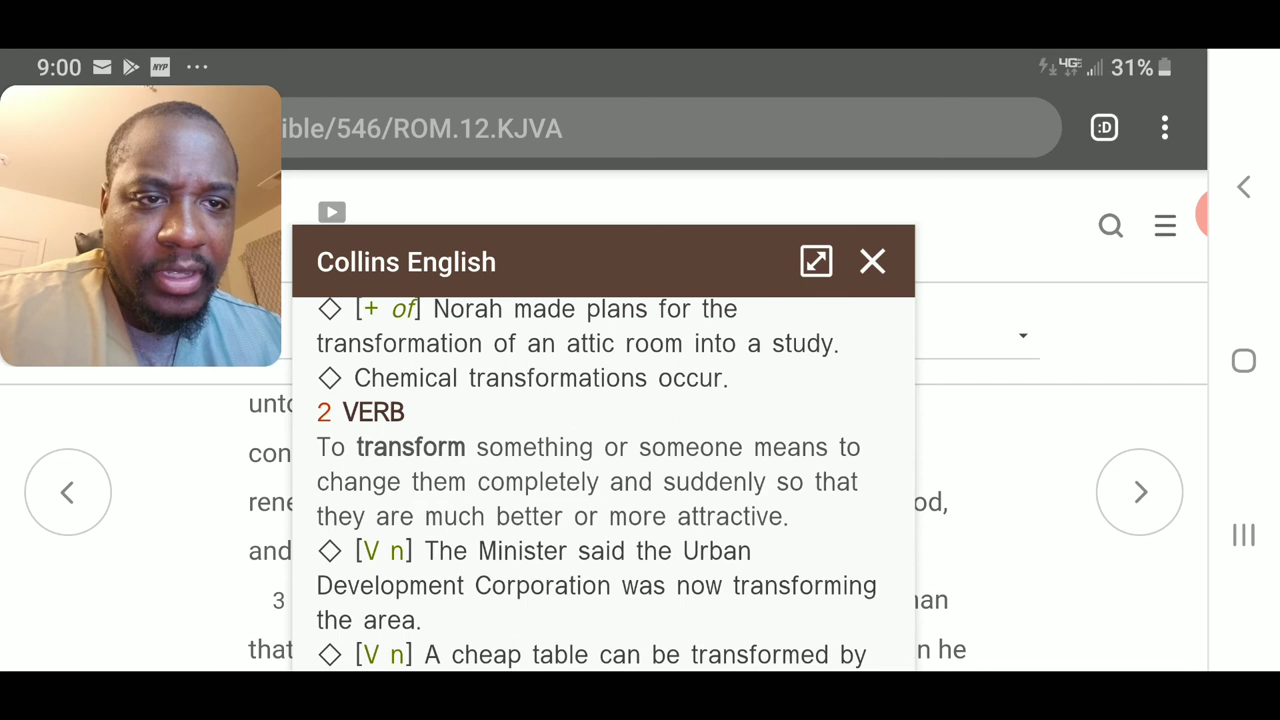 9:00 NYP ... 4GE 31%
ible/546/ROM.12.KJVA :D
Collins English
◇ [+ of] Norah made plans for the
transformation of an attic room into a study.
◇ Chemical transformations occur.
2 VERB
To transform something or someone means to
change them completely and suddenly so that
they are much better or more attractive.
◇ [V n] The Minister said the Urban
Development Corporation was now transforming
the area.
◇ [V n] A cheap table can be transformed by
unto
con
rene od,
and
3 nan
that n he